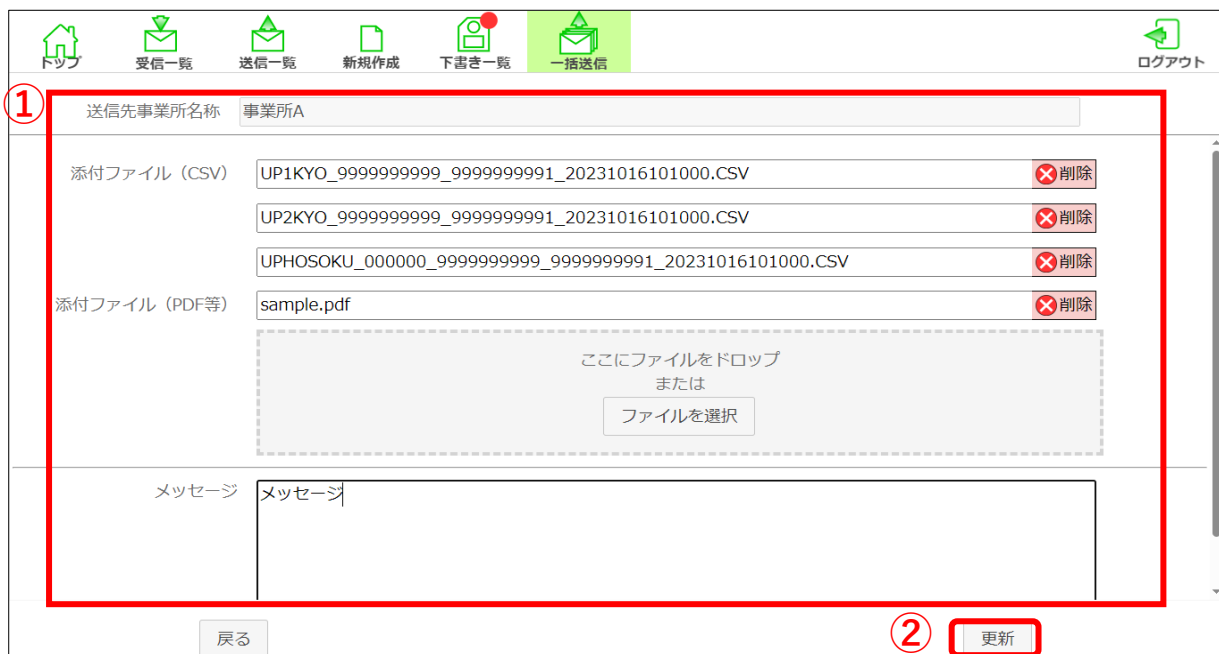 トップ 受信一覧 送信一覧 新規作成 下書き一覧 一括送信 ログアウト
①
送信先事業所名称 事業所A
添付ファイル（CSV） UP1KYO_9999999999_9999999991_20231016101000.CSV 削除
UP2KYO_9999999999_9999999991_20231016101000.CSV 削除
UPHOSOKU_000000_9999999999_9999999991_20231016101000.CSV 削除
添付ファイル（PDF等） sample.pdf 削除
ここにファイルをドロップ
または
ファイルを選択
メッセージ メッセージ
戻る ② 更新